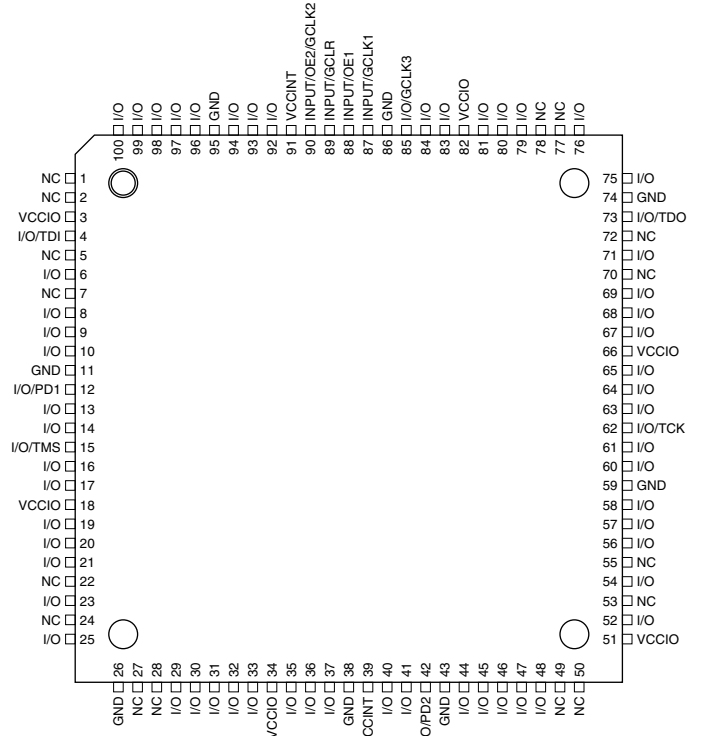 100 I/O
99 I/O
98 I/O
97 I/O
96 I/O
95 GND
94 I/O
93 I/O
92 I/O
91 VCCINT
90 INPUT/OE2/GCLK2
89 INPUT/GCLR
88 INPUT/OE1
87 INPUT/GCLK1
86 GND
85 I/O/GCLK3
84 I/O
83 I/O
82 VCCIO
81 I/O
80 I/O
79 I/O
78 NC
77 NC
76 I/O
NC 1
NC 2
VCCIO 3
I/O/TDI 4
NC 5
I/O 6
NC 7
I/O 8
I/O 9
I/O 10
GND 11
I/O/PD1 12
I/O 13
I/O 14
I/O/TMS 15
I/O 16
I/O 17
VCCIO 18
I/O 19
I/O 20
I/O 21
NC 22
I/O 23
NC 24
I/O 25
75 I/O
74 GND
73 I/O/TDO
72 NC
71 I/O
70 NC
69 I/O
68 I/O
67 I/O
66 VCCIO
65 I/O
64 I/O
63 I/O
62 I/O/TCK
61 I/O
60 I/O
59 GND
58 I/O
57 I/O
56 I/O
55 NC
54 I/O
53 NC
52 I/O
51 VCCIO
GND 26
NC 27
NC 28
I/O 29
I/O 30
I/O 31
I/O 32
I/O 33
VCCIO 34
I/O 35
I/O 36
I/O 37
GND 38
CCINT 39
I/O 40
I/O 41
O/PD2 42
GND 43
I/O 44
I/O 45
I/O 46
I/O 47
I/O 48
NC 49
NC 50